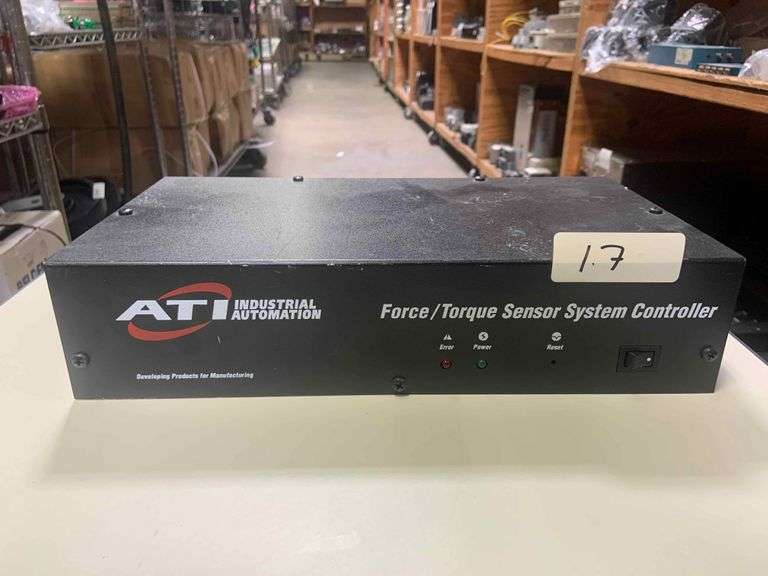 1.7
ATI INDUSTRIAL
AUTOMATION
Force/Torque Sensor System Controller
Error Power Reset
Developing Products for Manufacturing